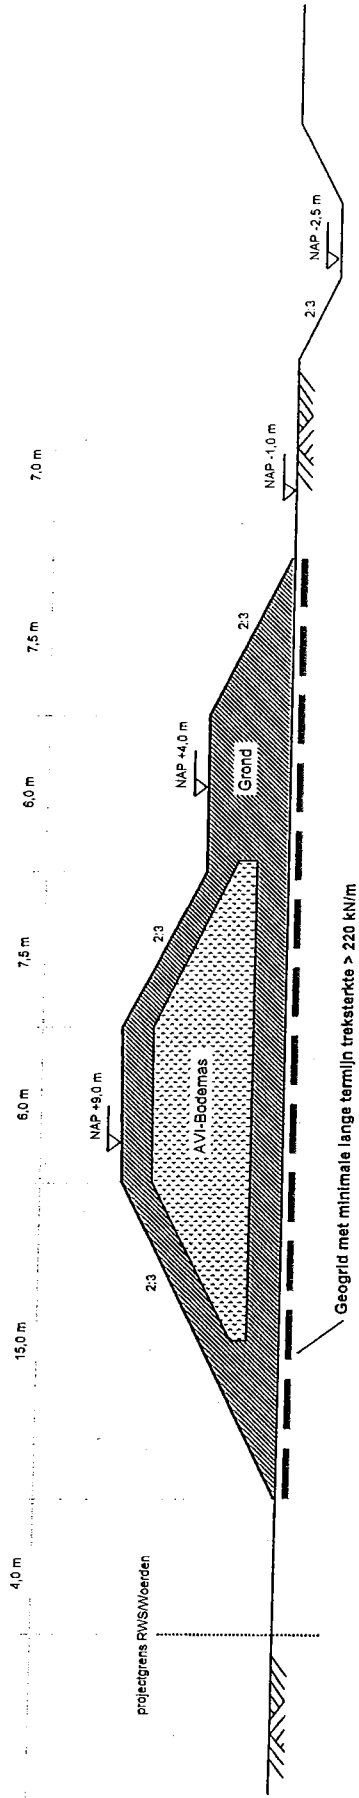 4,0 m
15,0 m
6,0 m
7,5 m
6,0 m
7,5 m
7,0 m
projectgrens RWS/Woerden
2:3
NAP +9,0 m
2:3
NAP +4,0 m
2:3
NAP -1,0 m
2:3
NAP -2,5 m
AVI-Bodemas
Grond
Geogrid met minimale lange termijn treksterkte > 220 kN/m